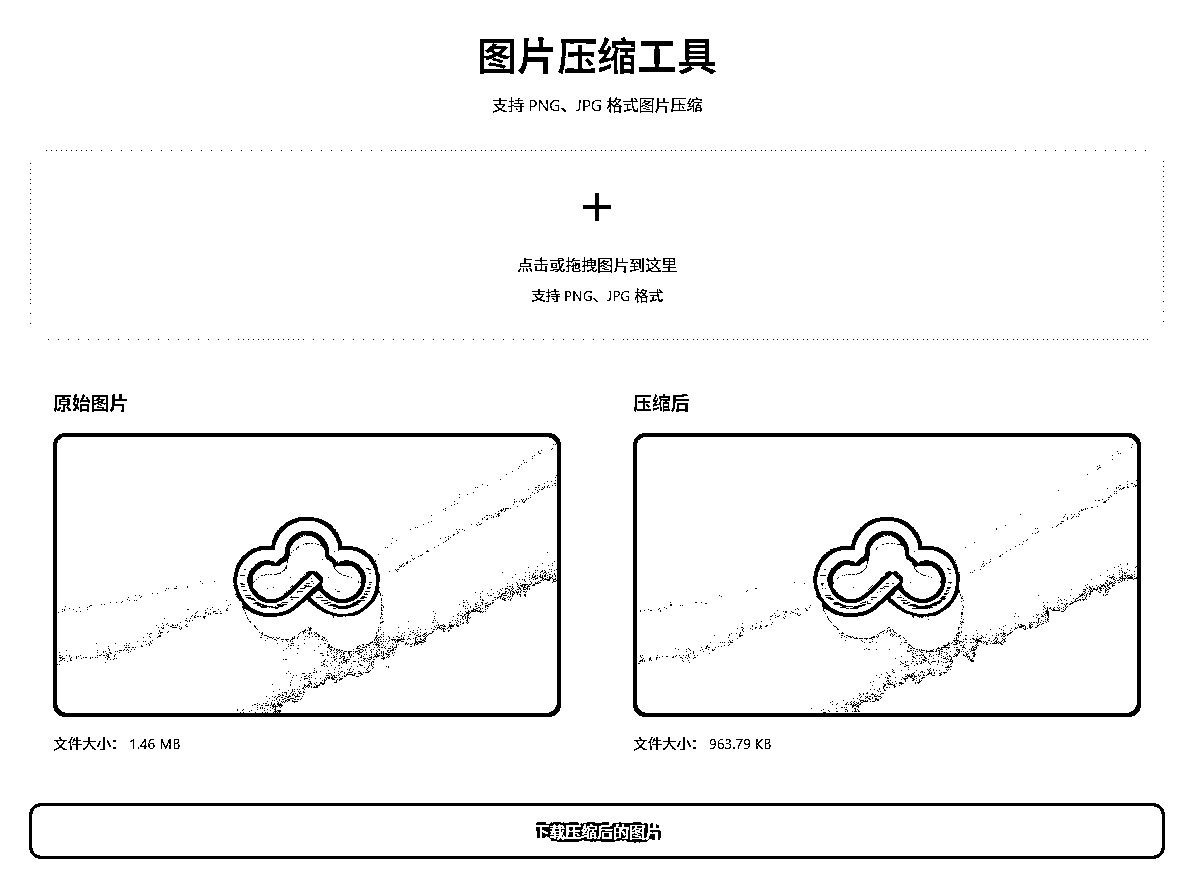 图片压缩工具
支持 PNG、JPG 格式图片压缩
点击或拖拽图片到这里
支持 PNG、JPG 格式
原始图片
压缩后
文件大小： 1.46 MB
文件大小： 963.79 KB
下载压缩后的图片